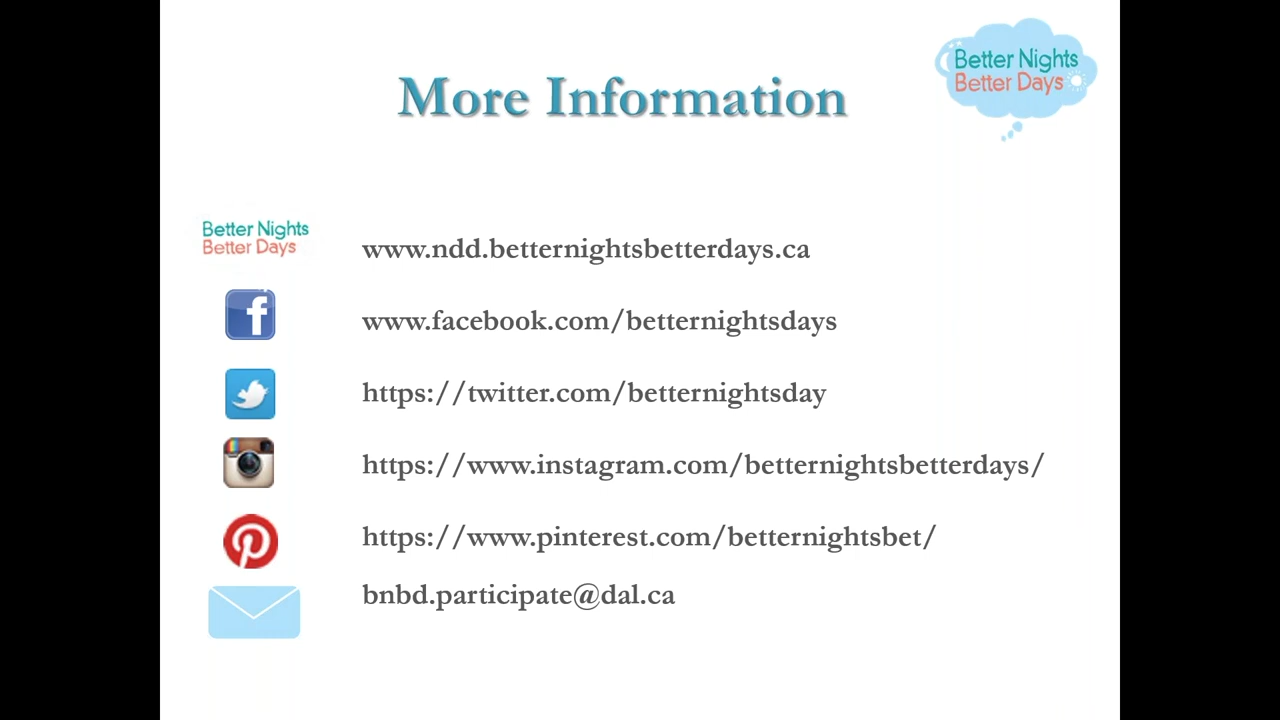 Better Nights
Better Days
More Information
Better Nights
Better Days
www.ndd.betternightsbetterdays.ca
www.facebook.com/betternightsdays
https://twitter.com/betternightsday
https://www.instagram.com/betternightsbetterdays/
https://www.pinterest.com/betternightsbet/
bnbd.participate@dal.ca